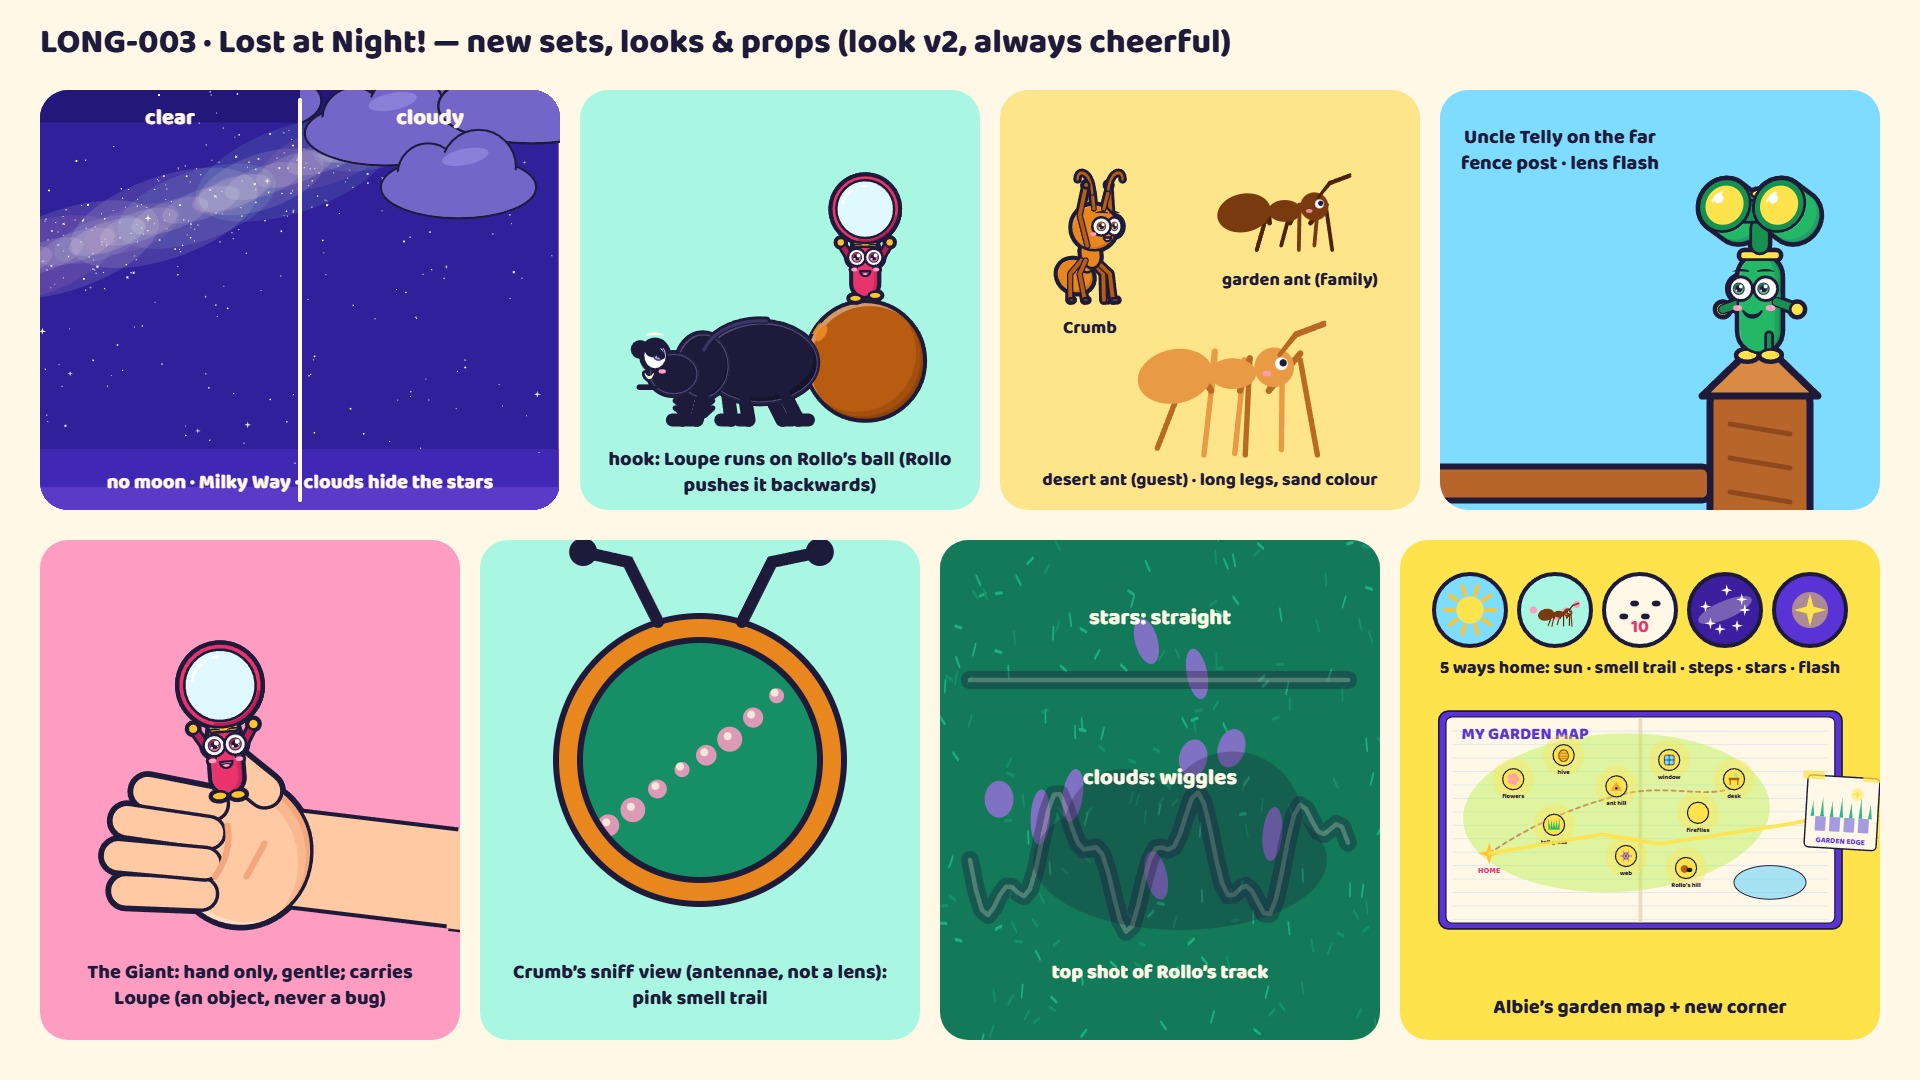 LONG-003 · Lost at Night! — new sets, looks & props (look v2, always cheerful)
clear
cloudy
no moon · Milky Way · clouds hide the stars
hook: Loupe runs on Rollo’s ball (Rollo
pushes it backwards)
Crumb
garden ant (family)
desert ant (guest) · long legs, sand colour
Uncle Telly on the far
fence post · lens flash
The Giant: hand only, gentle; carries
Loupe (an object, never a bug)
Crumb’s sniff view (antennae, not a lens):
pink smell trail
stars: straight
clouds: wiggles
top shot of Rollo’s track
10
5 ways home: sun · smell trail · steps · stars · flash
MY GARDEN MAP
hive
window
flowers
desk
ant hill
fireflies
web
Rollo's hill
HOME
GARDEN EDGE
Albie’s garden map + new corner